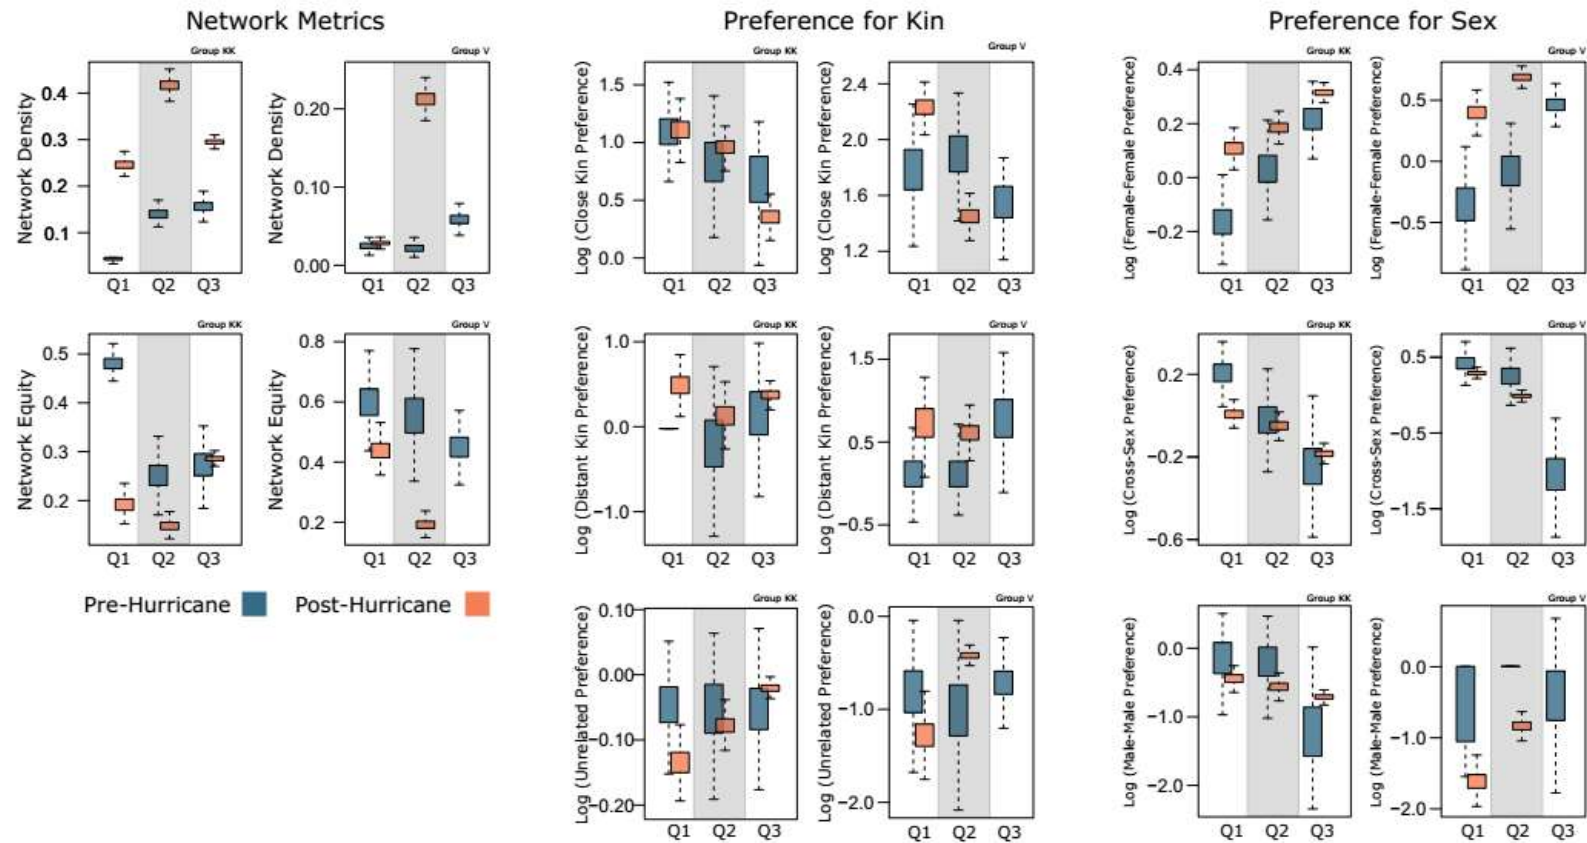 Network Metrics
Preference for Kin
Preference for Sex
Group KK
Group V
Group KK
Group V
Group KK
Group V
Network Density
0.4
0.3
0.2
0.1
Q1 Q2 Q3
Network Density
0.20
0.10
0.00
Q1 Q2 Q3
Log (Close Kin Preference)
1.5
1.0
0.5
0.0
Q1 Q2 Q3
Log (Close Kin Preference)
2.4
2.0
1.6
1.2
Q1 Q2 Q3
Log (Female-Female Preference)
0.4
0.2
0.0
−0.2
Q1 Q2 Q3
Log (Female-Female Preference)
0.5
0.0
−0.5
Q1 Q2 Q3
Group KK
Group V
Group KK
Group V
Group KK
Group V
Network Equity
0.5
0.4
0.3
0.2
Q1 Q2 Q3
Network Equity
0.8
0.6
0.4
0.2
Q1 Q2 Q3
Log (Distant Kin Preference)
1.0
0.0
−1.0
Q1 Q2 Q3
Log (Distant Kin Preference)
1.5
0.5
−0.5
Q1 Q2 Q3
Log (Cross-Sex Preference)
0.2
−0.2
−0.6
Q1 Q2 Q3
Log (Cross-Sex Preference)
0.5
−0.5
−1.5
Q1 Q2 Q3
Pre-Hurricane
Post-Hurricane
Group KK
Group V
Group KK
Group V
Log (Unrelated Preference)
0.10
0.00
−0.10
−0.20
Q1 Q2 Q3
Log (Unrelated Preference)
0.0
−1.0
−2.0
Q1 Q2 Q3
Log (Male-Male Preference)
0.0
−1.0
−2.0
Q1 Q2 Q3
Log (Male-Male Preference)
0.0
−1.0
−2.0
Q1 Q2 Q3